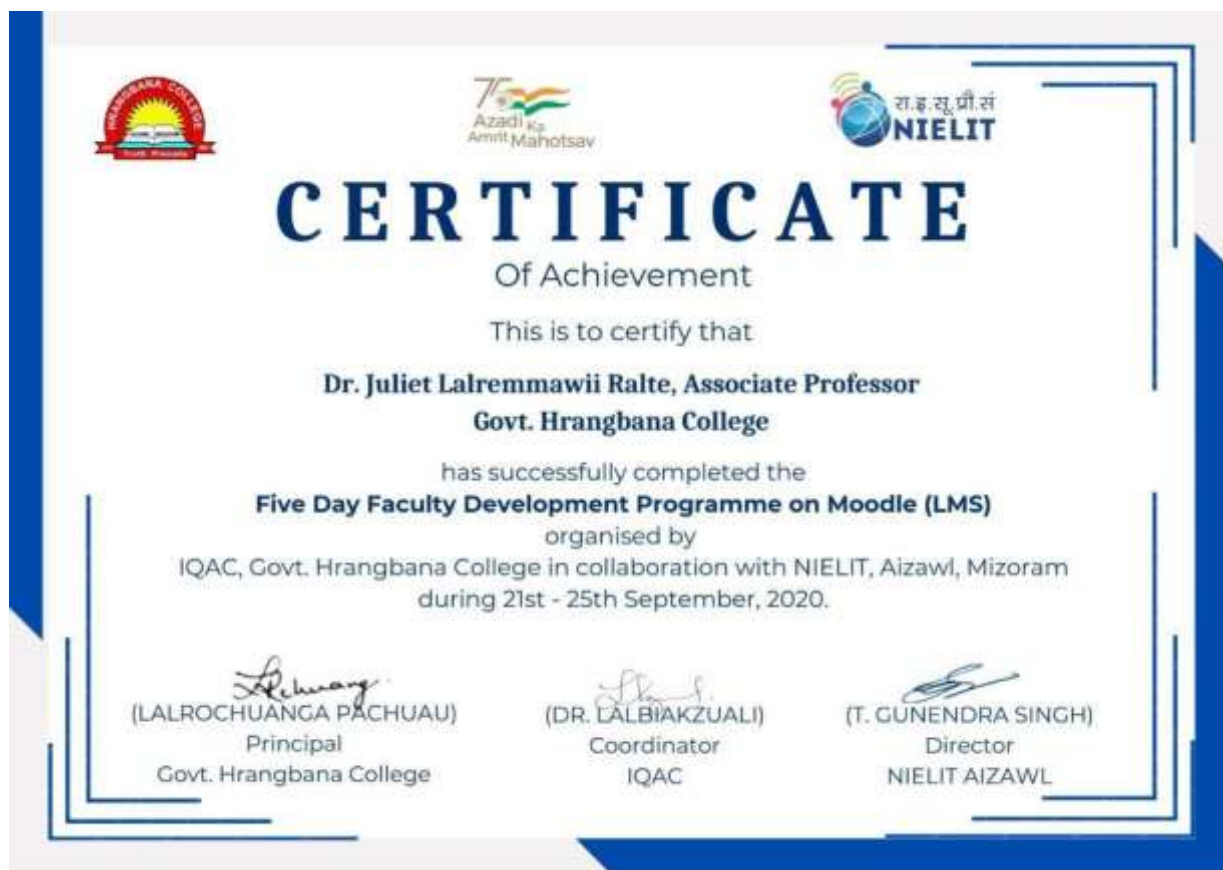 HRANGBANA COLLEGE
75
Azadi Ka
Amrit Mahotsav
रा.इ.सू.प्रौ.सं
NIELIT
CERTIFICATE
Of Achievement
This is to certify that
Dr. Juliet Lalremmawii Ralte, Associate Professor
Govt. Hrangbana College
has successfully completed the
Five Day Faculty Development Programme on Moodle (LMS)
organised by
IQAC, Govt. Hrangbana College in collaboration with NIELIT, Aizawl, Mizoram
during 21st - 25th September, 2020.
(LALROCHUANGA PACHUAU) (DR. LALBIAKZUALI) (T. GUNENDRA SINGH)
Principal Coordinator Director
Govt. Hrangbana College IQAC NIELIT AIZAWL